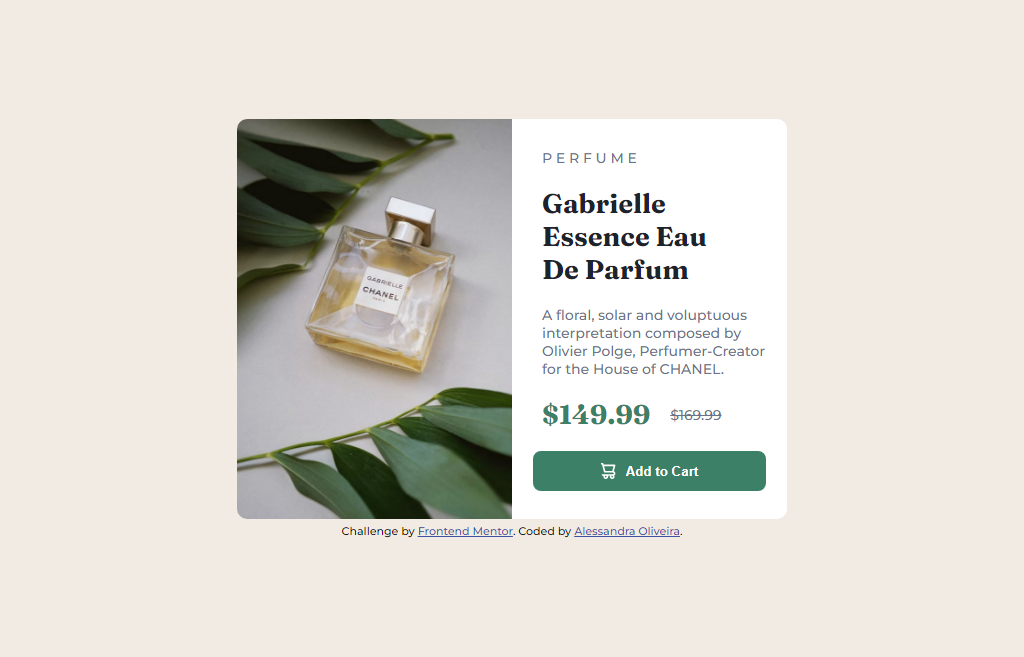 GABRIELLE
CHANEL
PARIS
PERFUME
Gabrielle
Essence Eau
De Parfum
A floral, solar and voluptuous
interpretation composed by
Olivier Polge, Perfumer-Creator
for the House of CHANEL.
$149.99 $169.99
Add to Cart
Challenge by Frontend Mentor. Coded by Alessandra Oliveira.